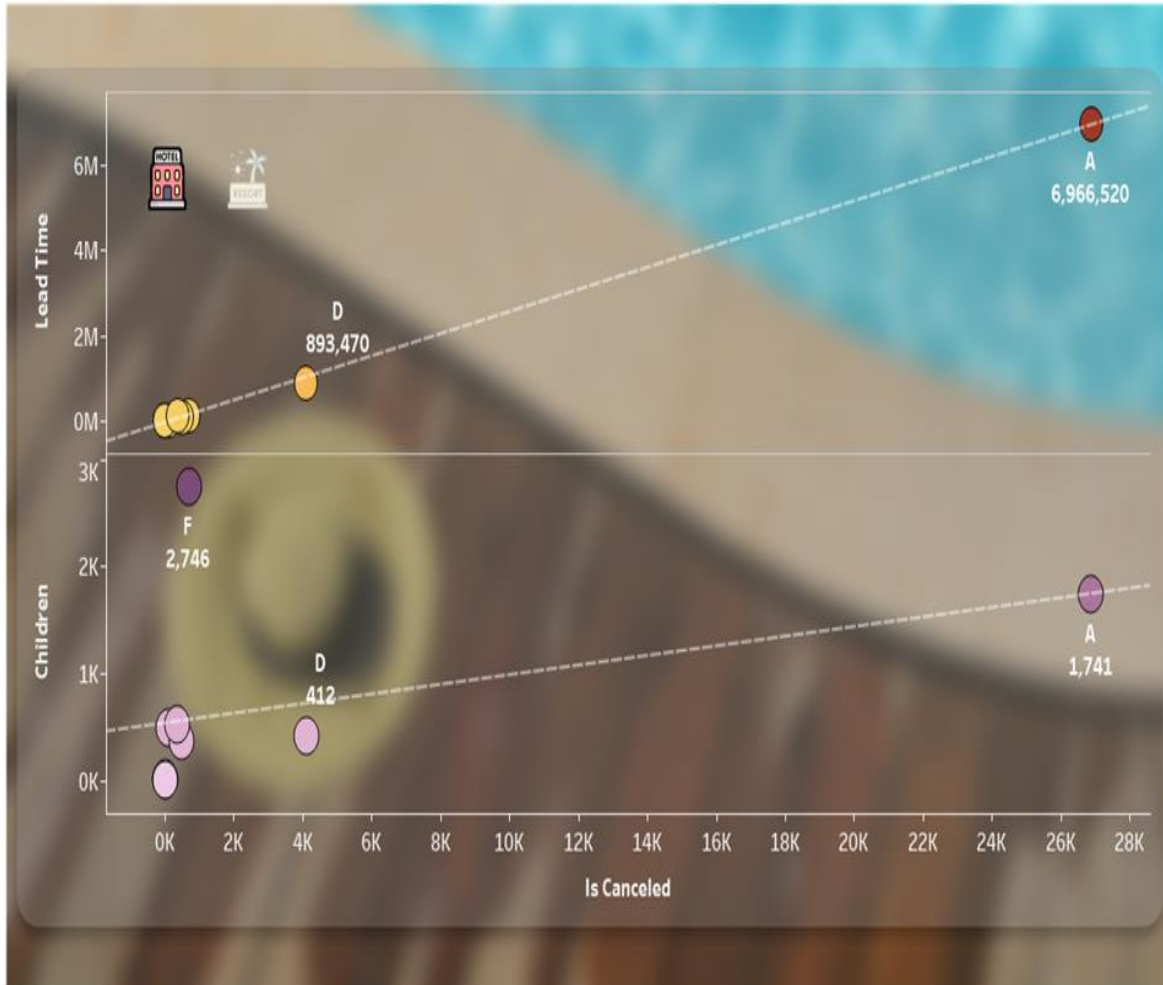 HOTEL
RESORT
Lead Time
6M
4M
2M
0M
A
6,966,520
D
893,470
Children
3K
2K
1K
0K
F
2,746
D
412
A
1,741
0K 2K 4K 6K 8K 10K 12K 14K 16K 18K 20K 22K 24K 26K 28K
Is Canceled